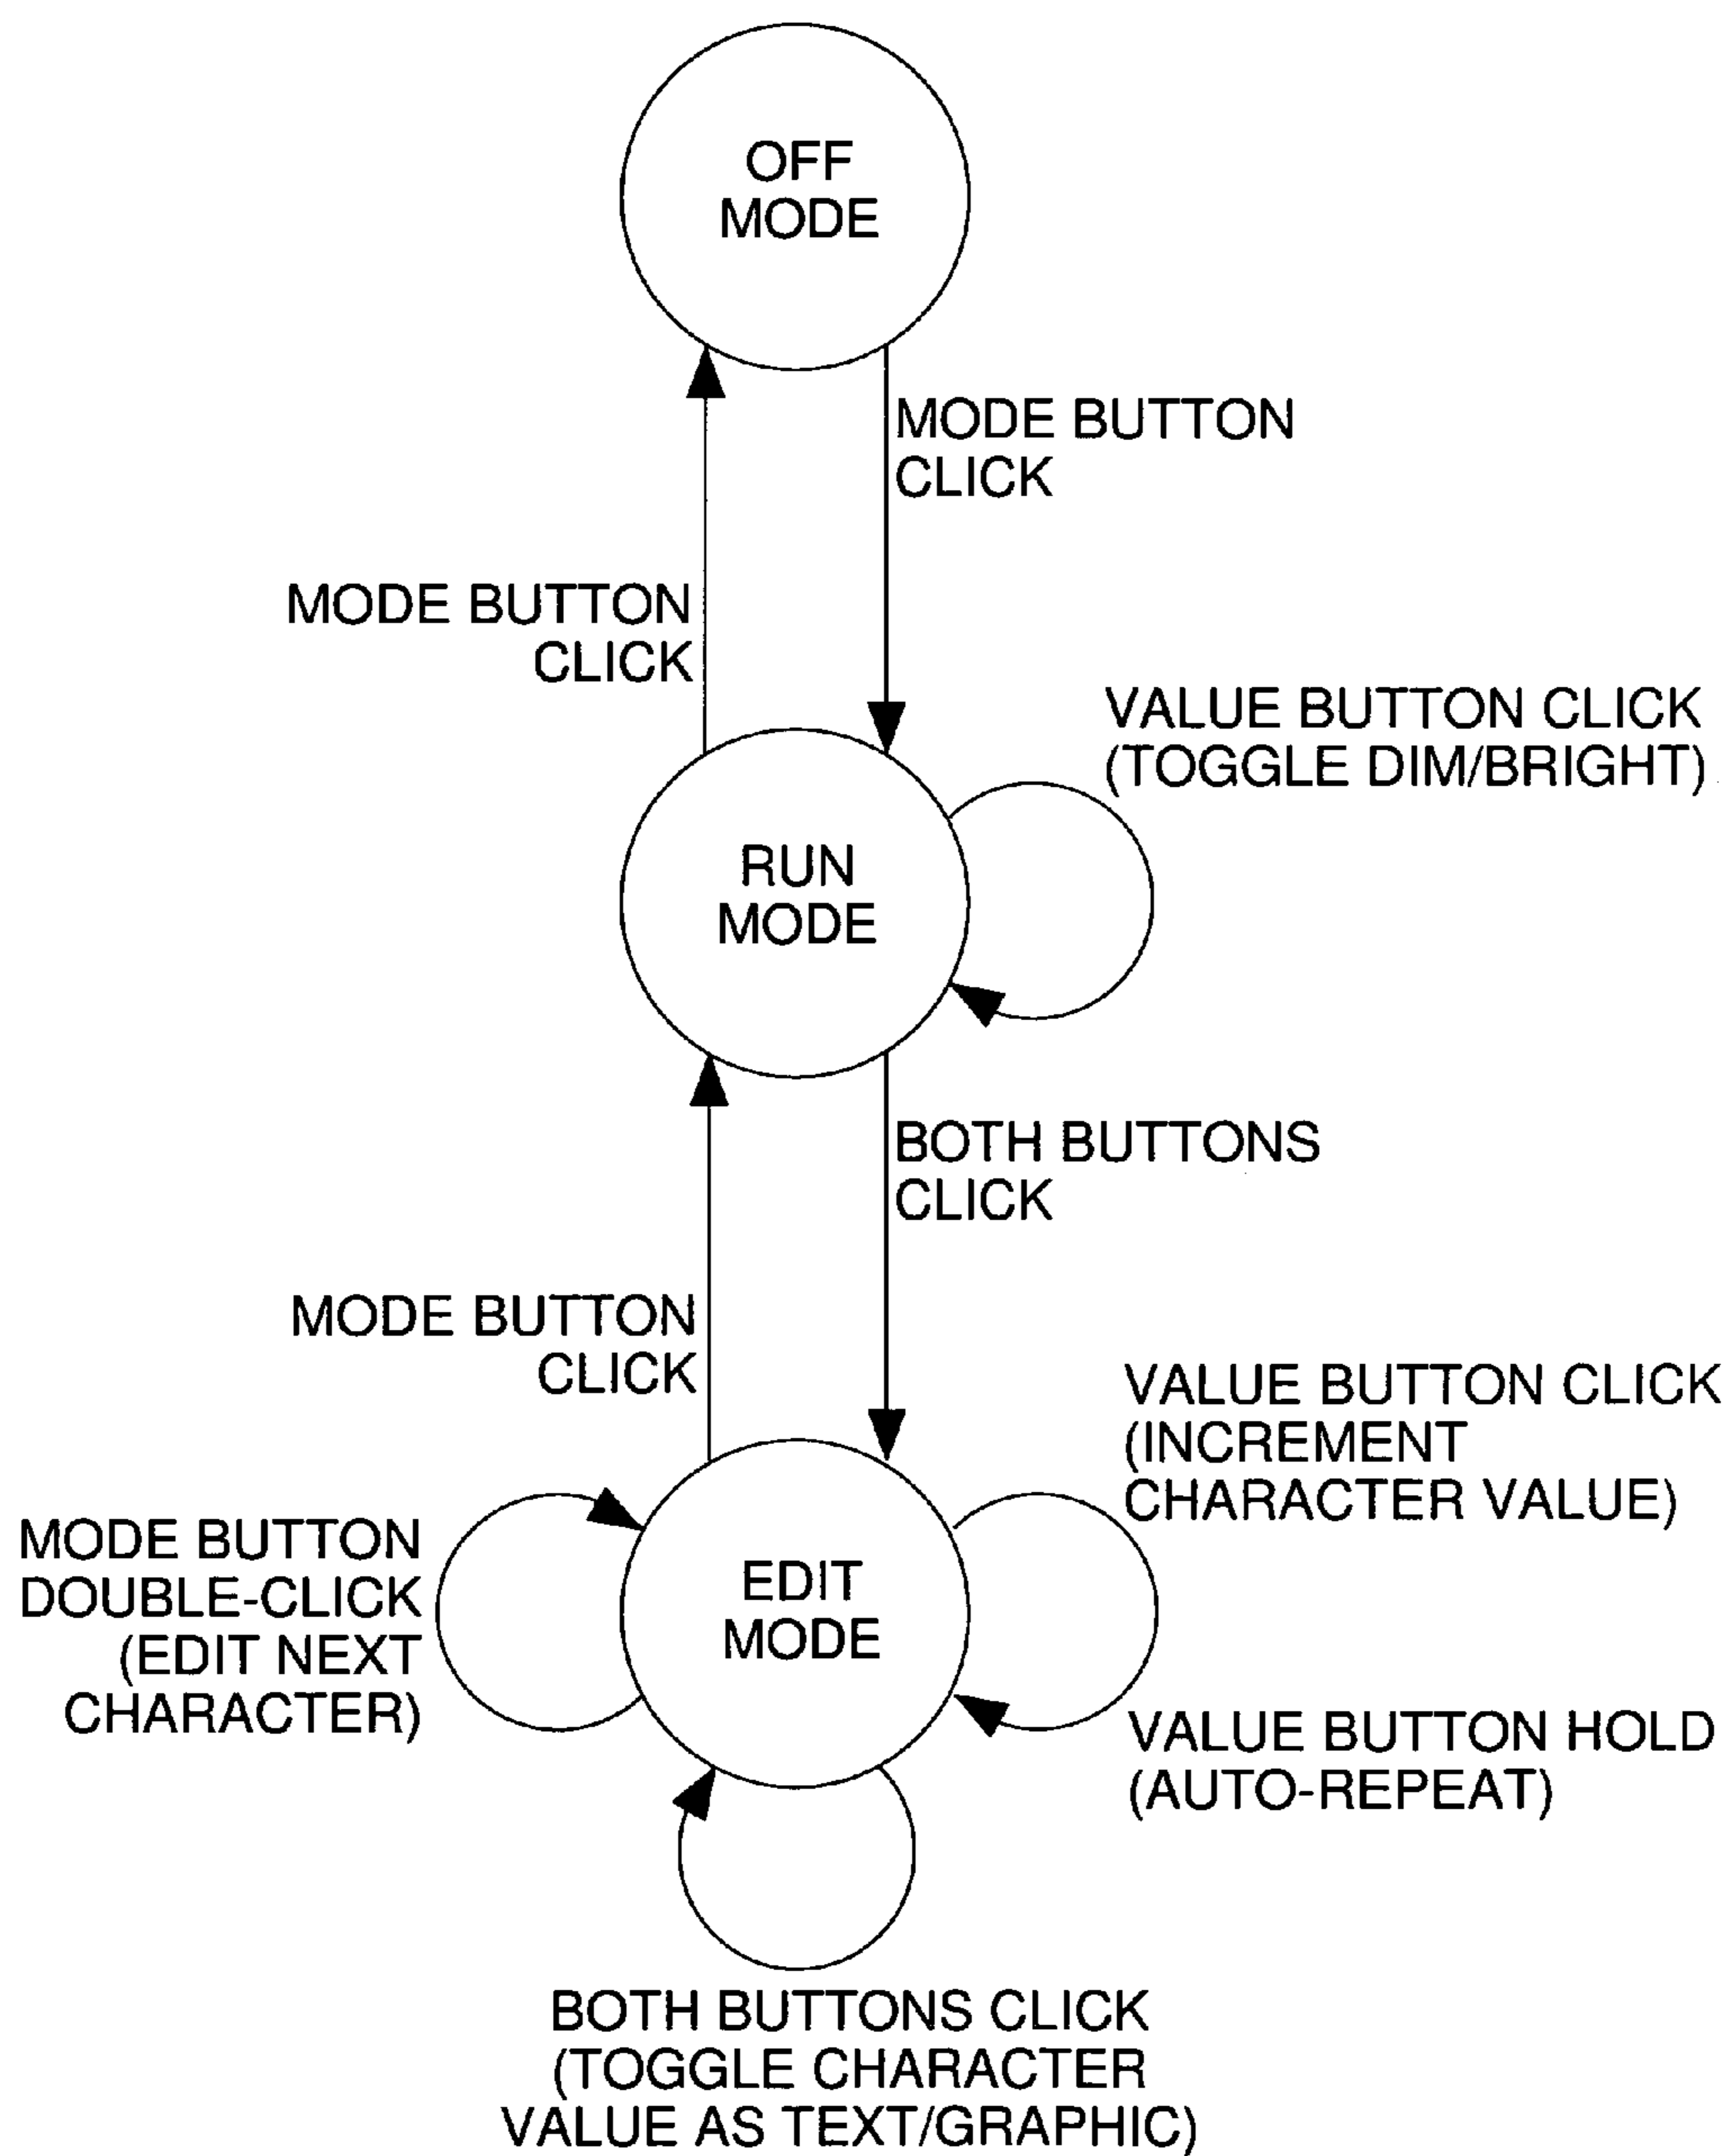 OFF
MODE
MODE BUTTON
CLICK
MODE BUTTON
CLICK
VALUE BUTTON CLICK
(TOGGLE DIM/BRIGHT)
RUN
MODE
BOTH BUTTONS
CLICK
MODE BUTTON
CLICK
VALUE BUTTON CLICK
(INCREMENT
CHARACTER VALUE)
MODE BUTTON
DOUBLE-CLICK
(EDIT NEXT
CHARACTER)
EDIT
MODE
VALUE BUTTON HOLD
(AUTO-REPEAT)
BOTH BUTTONS CLICK
(TOGGLE CHARACTER
VALUE AS TEXT/GRAPHIC)